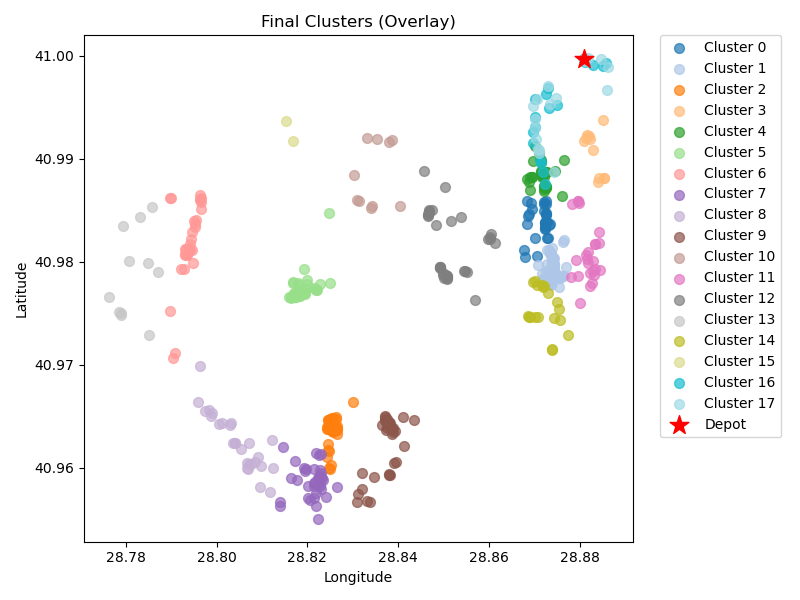 Final Clusters (Overlay)
41.00
40.99
40.98
40.97
40.96
Latitude
28.78 28.80 28.82 28.84 28.86 28.88
Longitude
Cluster 0
Cluster 1
Cluster 2
Cluster 3
Cluster 4
Cluster 5
Cluster 6
Cluster 7
Cluster 8
Cluster 9
Cluster 10
Cluster 11
Cluster 12
Cluster 13
Cluster 14
Cluster 15
Cluster 16
Cluster 17
Depot